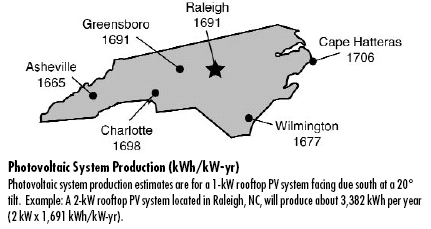 Raleigh
1691
Greensboro
1691
Cape Hatteras
1706
Asheville
1665
Charlotte
1698
Wilmington
1677
Photovoltaic System Production (kWh/kW-yr)
Photovoltaic system production estimates are for a 1-kW rooftop PV system facing due south at a 20°
tilt. Example: A 2-kW rooftop PV system located in Raleigh, NC, will produce about 3,382 kWh per year
(2 kW x 1,691 kWh/kW-yr).